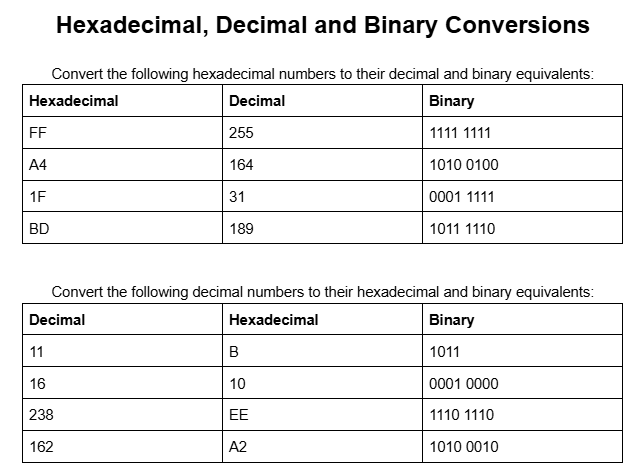 Hexadecimal, Decimal and Binary Conversions
Convert the following hexadecimal numbers to their decimal and binary equivalents:
Hexadecimal Decimal Binary
FF 255 1111 1111
A4 164 1010 0100
1F 31 0001 1111
BD 189 1011 1110
Convert the following decimal numbers to their hexadecimal and binary equivalents:
Decimal Hexadecimal Binary
11 B 1011
16 10 0001 0000
238 EE 1110 1110
162 A2 1010 0010